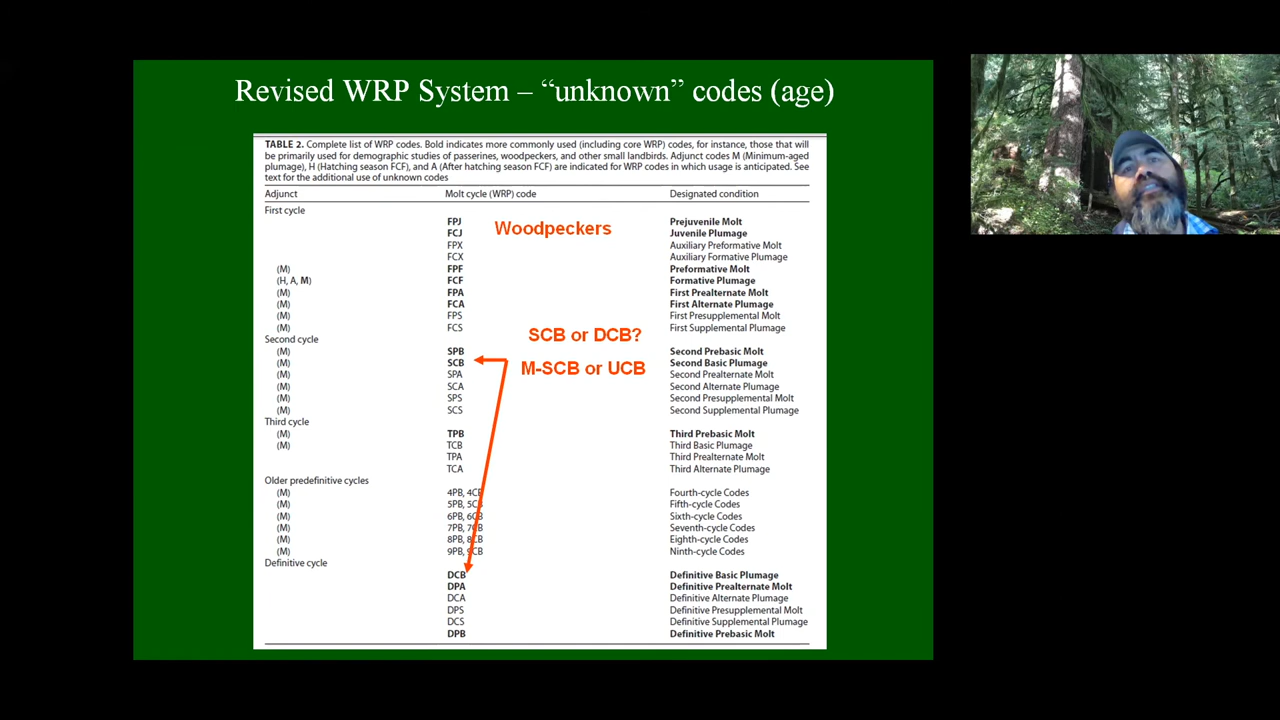 Revised WRP System – “unknown” codes (age)
TABLE 2. Complete list of WRP codes. Bold indicates more commonly used (including core WRP) codes, for instance, those that will
be primarily used for demographic studies of passerines, woodpeckers, and other small landbirds. Adjunct codes M (Minimum-aged
plumage), H (Hatching season FCF), and A (After hatching season FCF) are indicated for WRP codes in which usage is anticipated. See
text for the additional use of unknown codes
Adjunct Molt cycle (WRP) code Designated condition
First cycle
FPJ Prejuvenile Molt
Woodpeckers
FCJ Juvenile Plumage
FPX Auxiliary Preformative Molt
FCX Auxiliary Formative Plumage
(M) FPF Preformative Molt
(H, A, M) FCF Formative Plumage
(M) FPA First Prealternate Molt
(M) FCA First Alternate Plumage
(M) FPS First Presupplemental Molt
(M) FCS First Supplemental Plumage
SCB or DCB?
Second cycle
(M) SPB Second Prebasic Molt
(M) SCB Second Basic Plumage
M-SCB or UCB
(M) SPA Second Prealternate Molt
(M) SCA Second Alternate Plumage
(M) SPS Second Presupplemental Molt
(M) SCS Second Supplemental Plumage
Third cycle
(M) TPB Third Prebasic Molt
(M) TCB Third Basic Plumage
TPA Third Prealternate Molt
TCA Third Alternate Plumage
Older predefinitive cycles
(M) 4PB, 4CB Fourth-cycle Codes
(M) 5PB, 5CB Fifth-cycle Codes
(M) 6PB, 6CB Sixth-cycle Codes
(M) 7PB, 7CB Seventh-cycle Codes
(M) 8PB, 8CB Eighth-cycle Codes
(M) 9PB, 9CB Ninth-cycle Codes
Definitive cycle
DCB Definitive Basic Plumage
DPA Definitive Prealternate Molt
DCA Definitive Alternate Plumage
DPS Definitive Presupplemental Molt
DCS Definitive Supplemental Plumage
DPB Definitive Prebasic Molt